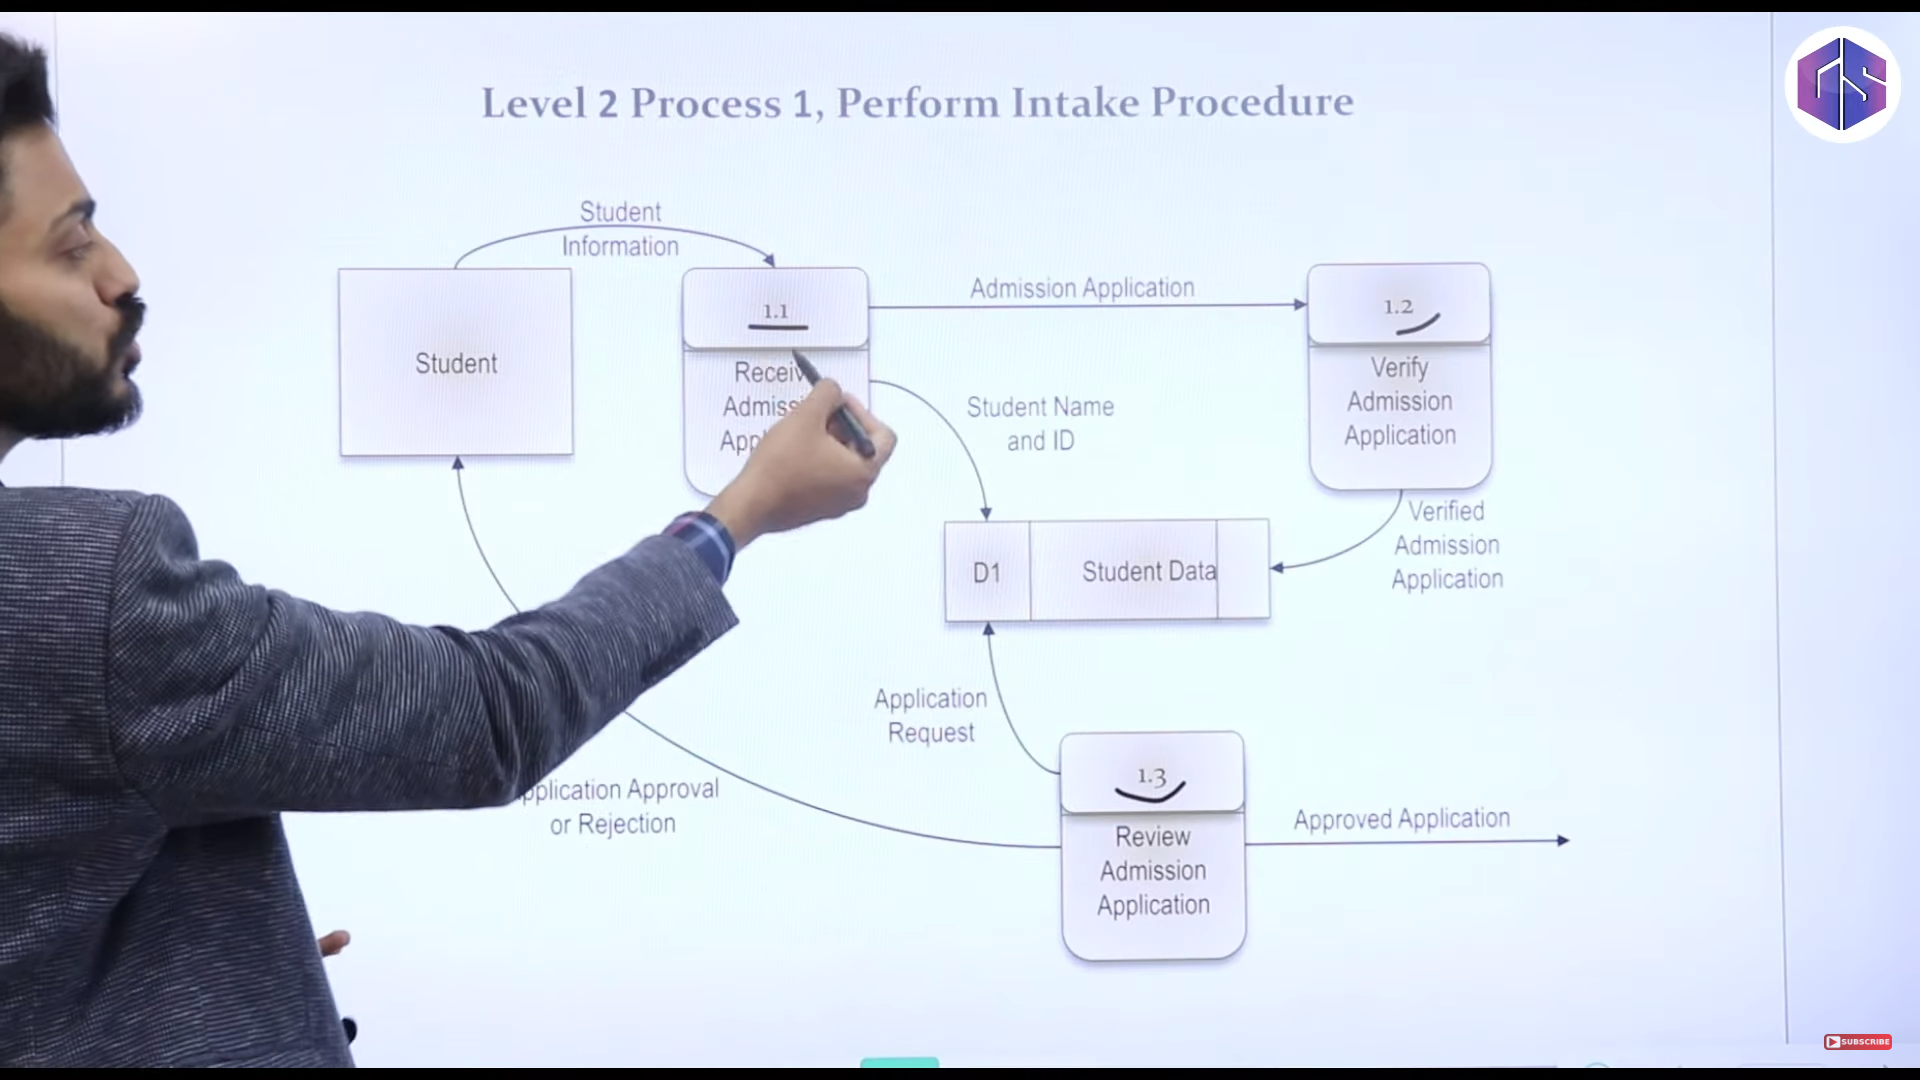 Level 2 Process 1, Perform Intake Procedure
Student
Information
Student
1.1
Admission Application
1.2
Verify
Admission
Application
Student Name
and ID
D1
Student Data
Verified
Admission
Application
Application
Request
1.3
Review
Admission
Application
Approved Application
Approval
or Rejection
SUBSCRIBE